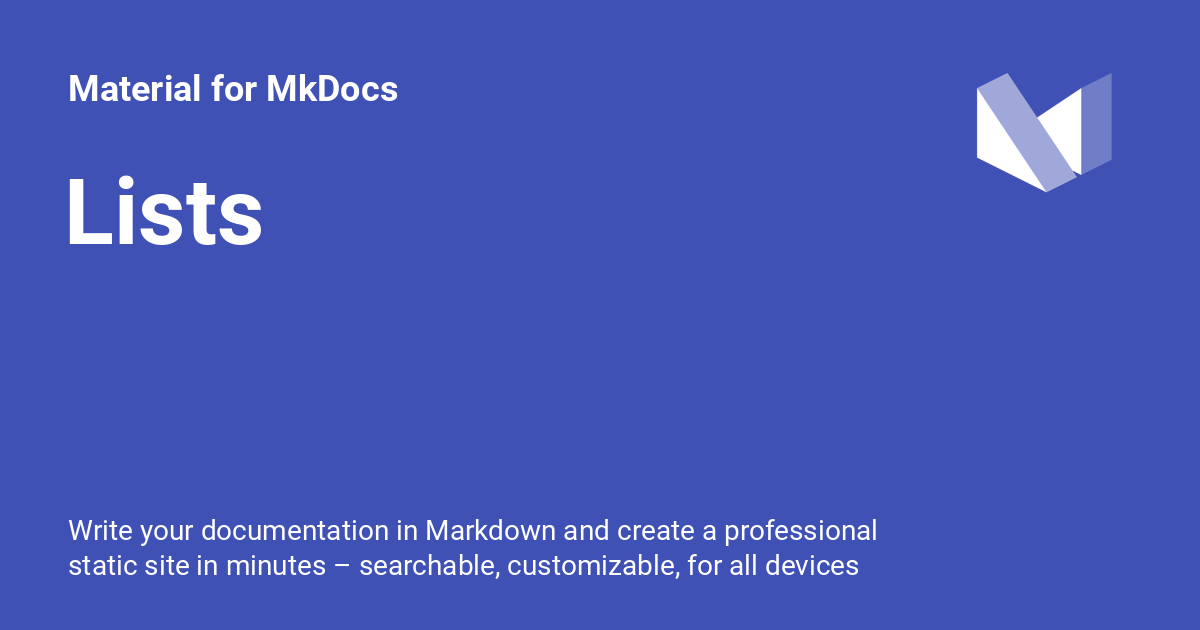 Material for MkDocs
Lists
Write your documentation in Markdown and create a professional
static site in minutes – searchable, customizable, for all devices